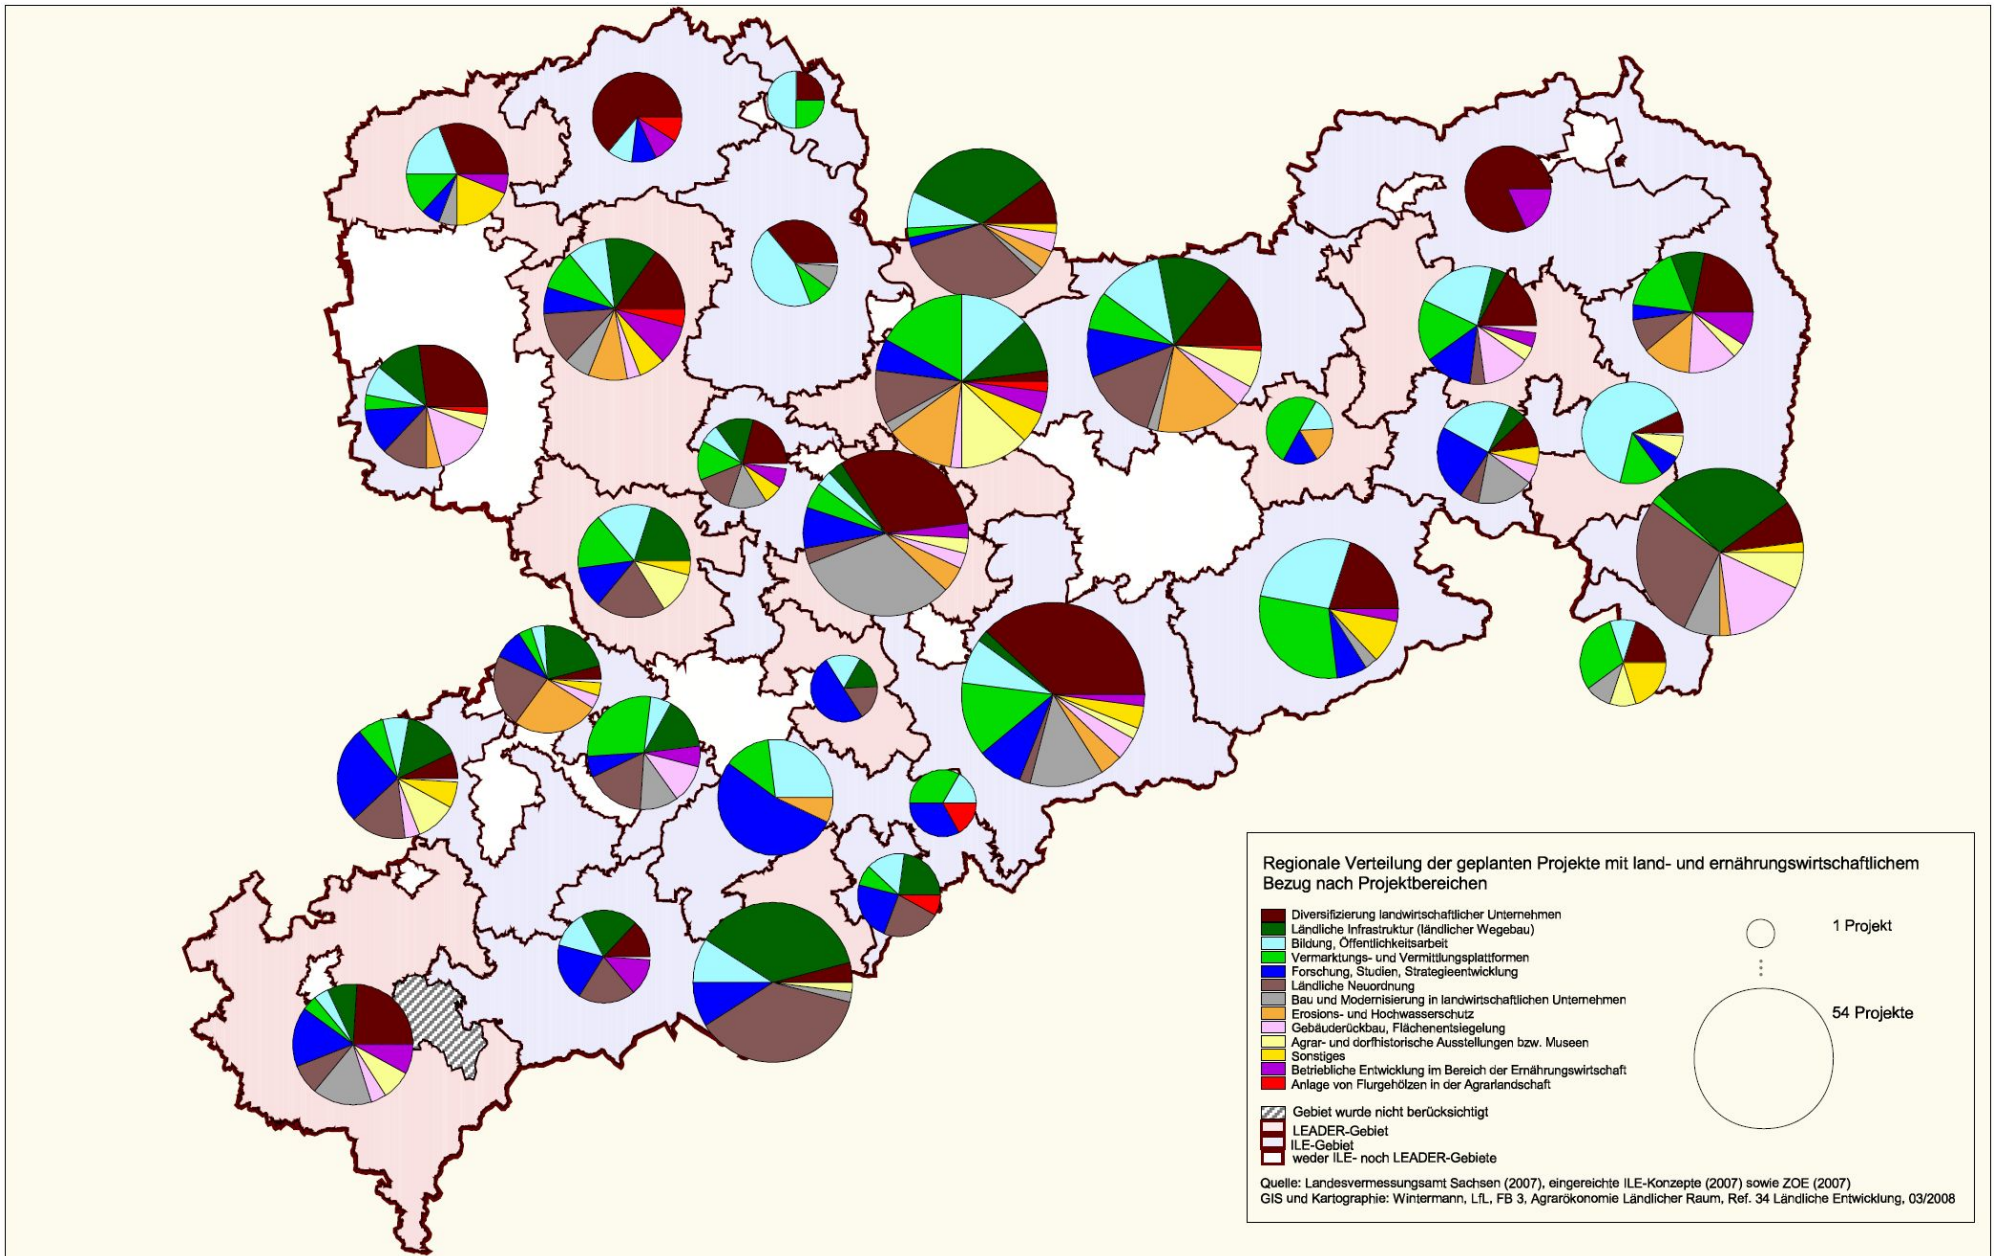 Regionale Verteilung der geplanten Projekte mit land- und ernährungswirtschaftlichem
Bezug nach Projektbereichen
Diversifizierung landwirtschaftlicher Unternehmen
Ländliche Infrastruktur (ländlicher Wegebau)
Bildung, Öffentlichkeitsarbeit
Vermarktungs- und Vermittlungsplattformen
Forschung, Studien, Strategieentwicklung
Ländliche Neuordnung
Bau und Modernisierung in landwirtschaftlichen Unternehmen
Erosions- und Hochwasserschutz
Gebäuderückbau, Flächenentsiegelung
Agrar- und dorfhistorische Ausstellungen bzw. Museen
Sonstiges
Betriebliche Entwicklung im Bereich der Ernährungswirtschaft
Anlage von Flurgehölzen in der Agrarlandschaft
1 Projekt
54 Projekte
Gebiet wurde nicht berücksichtigt
LEADER-Gebiet
ILE-Gebiet
weder ILE- noch LEADER-Gebiete
Quelle: Landesvermessungsamt Sachsen (2007), eingereichte ILE-Konzepte (2007) sowie ZOE (2007)
GIS und Kartographie: Wintermann, LfL, FB 3, Agrarökonomie Ländlicher Raum, Ref. 34 Ländliche Entwicklung, 03/2008